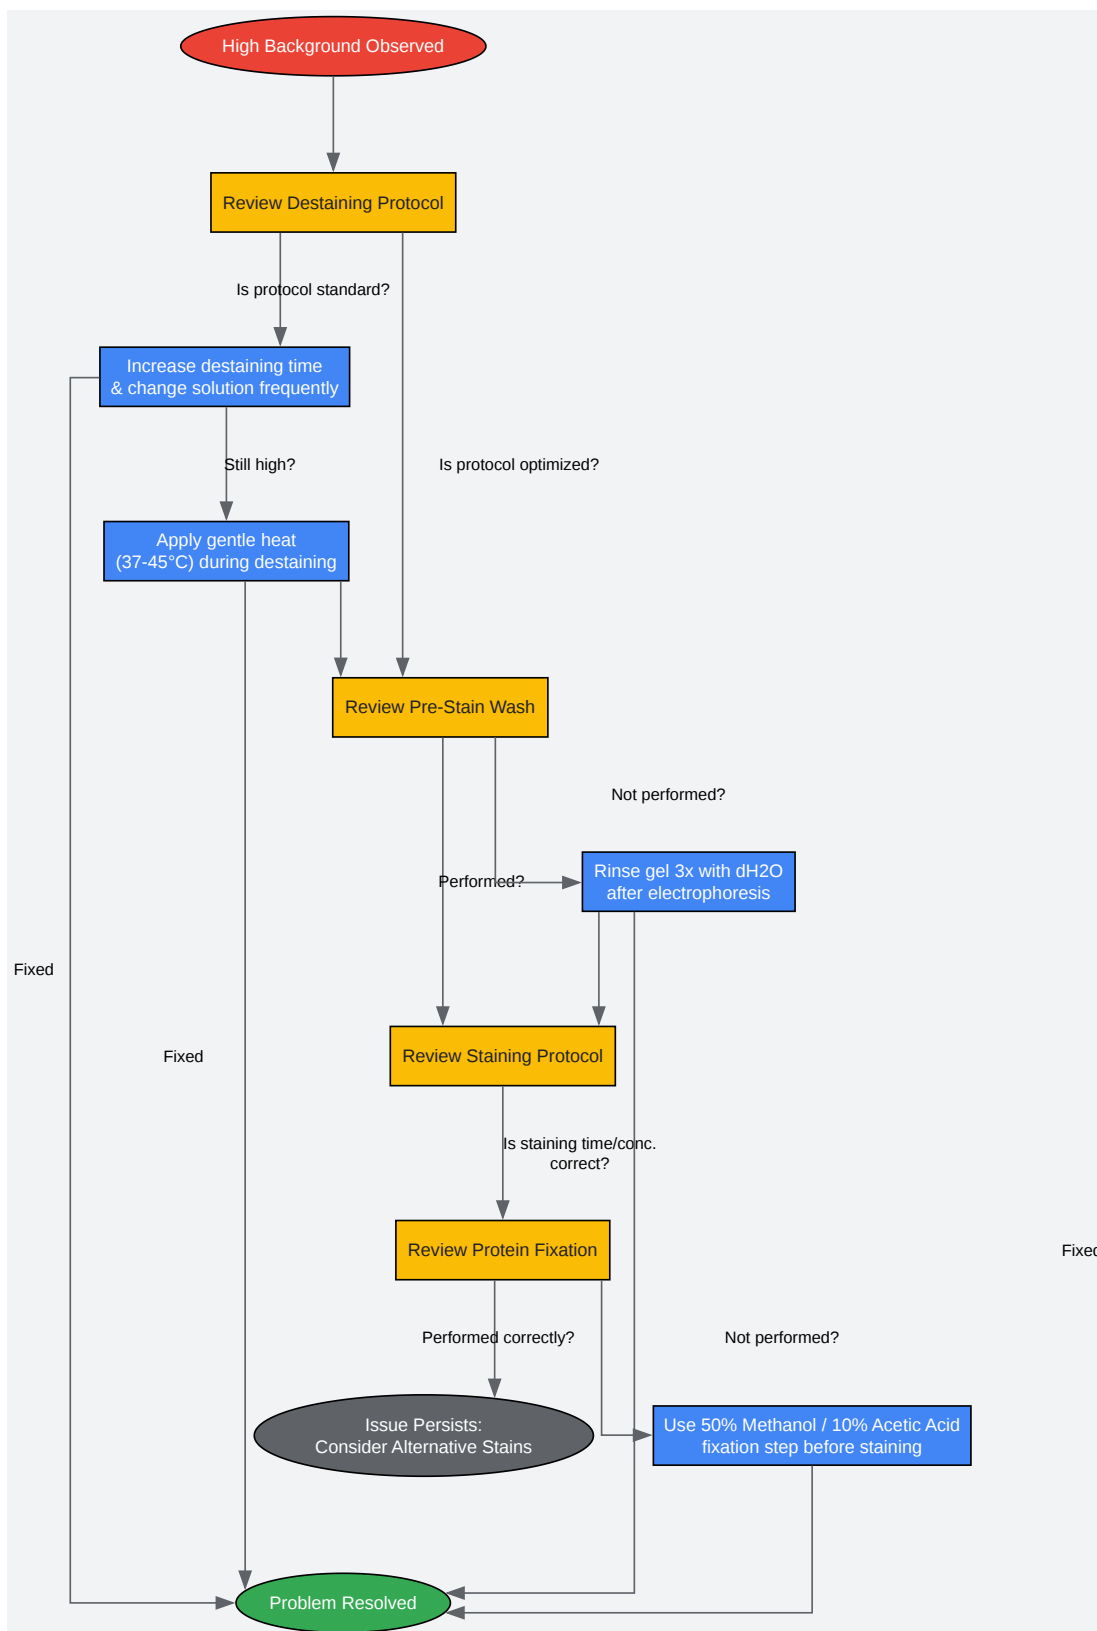 High Background Observed
Review Destaining Protocol
Is protocol standard?
Increase destaining time
& change solution frequently
Still high?
Is protocol optimized?
Apply gentle heat
(37-45°C) during destaining
Review Pre-Stain Wash
Not performed?
Rinse gel 3x with dH2O
after electrophoresis
Performed?
Fixed
Review Staining Protocol
Fixed
Is staining time/conc.
correct?
Review Protein Fixation
Fixed
Performed correctly?
Not performed?
Issue Persists:
Consider Alternative Stains
Use 50% Methanol / 10% Acetic Acid
fixation step before staining
Problem Resolved